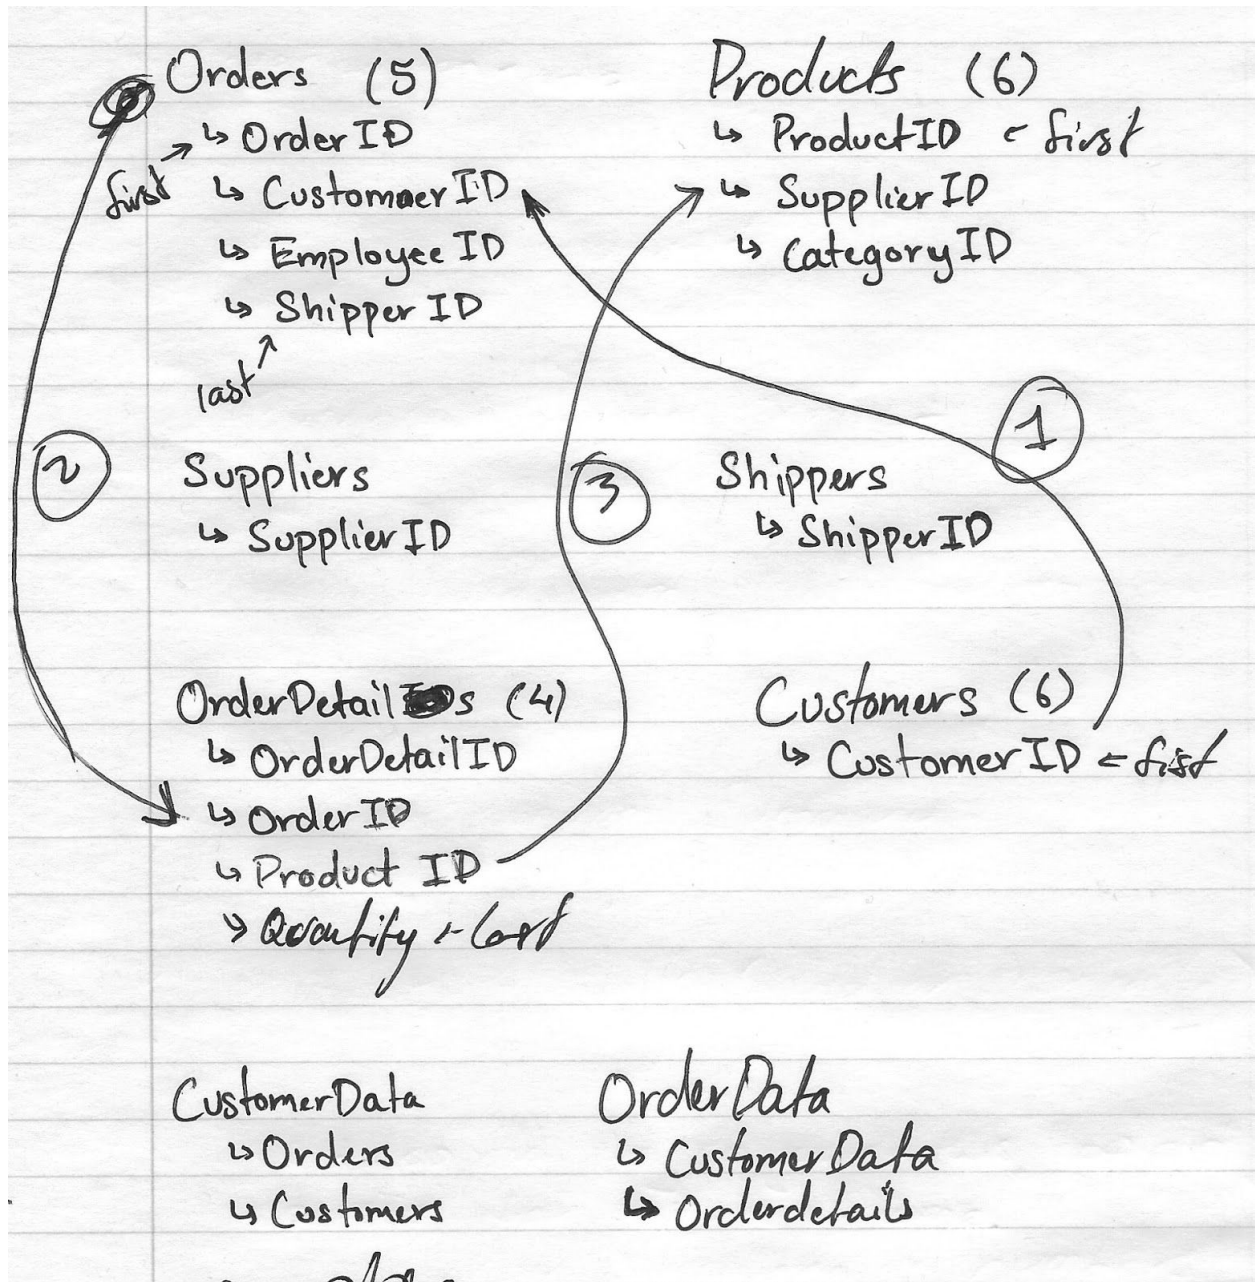 Orders (5)
↳ OrderID
first → ↳ CustomerID
↳ EmployeeID
↳ ShipperID
last
Products (6)
↳ ProductID ← first
↳ SupplierID
↳ CategoryID
1
2
Suppliers
↳ SupplierID
3
Shippers
↳ ShipperID
OrderDetails (4)
↳ OrderDetailID
↳ OrderID
↳ Product ID
↳ Quantity ← last
Customers (6)
↳ CustomerID ← fist
CustomerData
↳ Orders
↳ Customers
OrderData
↳ CustomerData
↳ Orderdetails